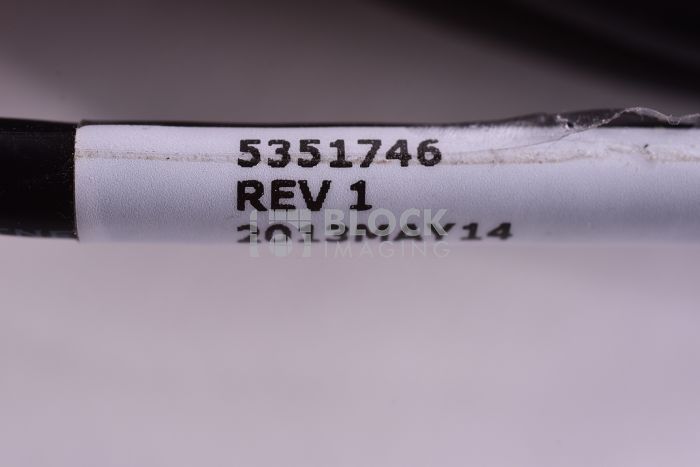 5351746
REV 1
2013MAY14
BLOCK
IMAGING